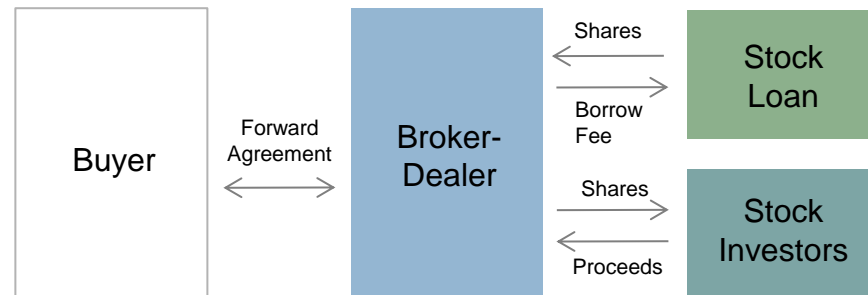 Buyer
Forward
Agreement
Broker-
Dealer
Shares
Borrow
Fee
Shares
Proceeds
Stock
Loan
Stock
Investors